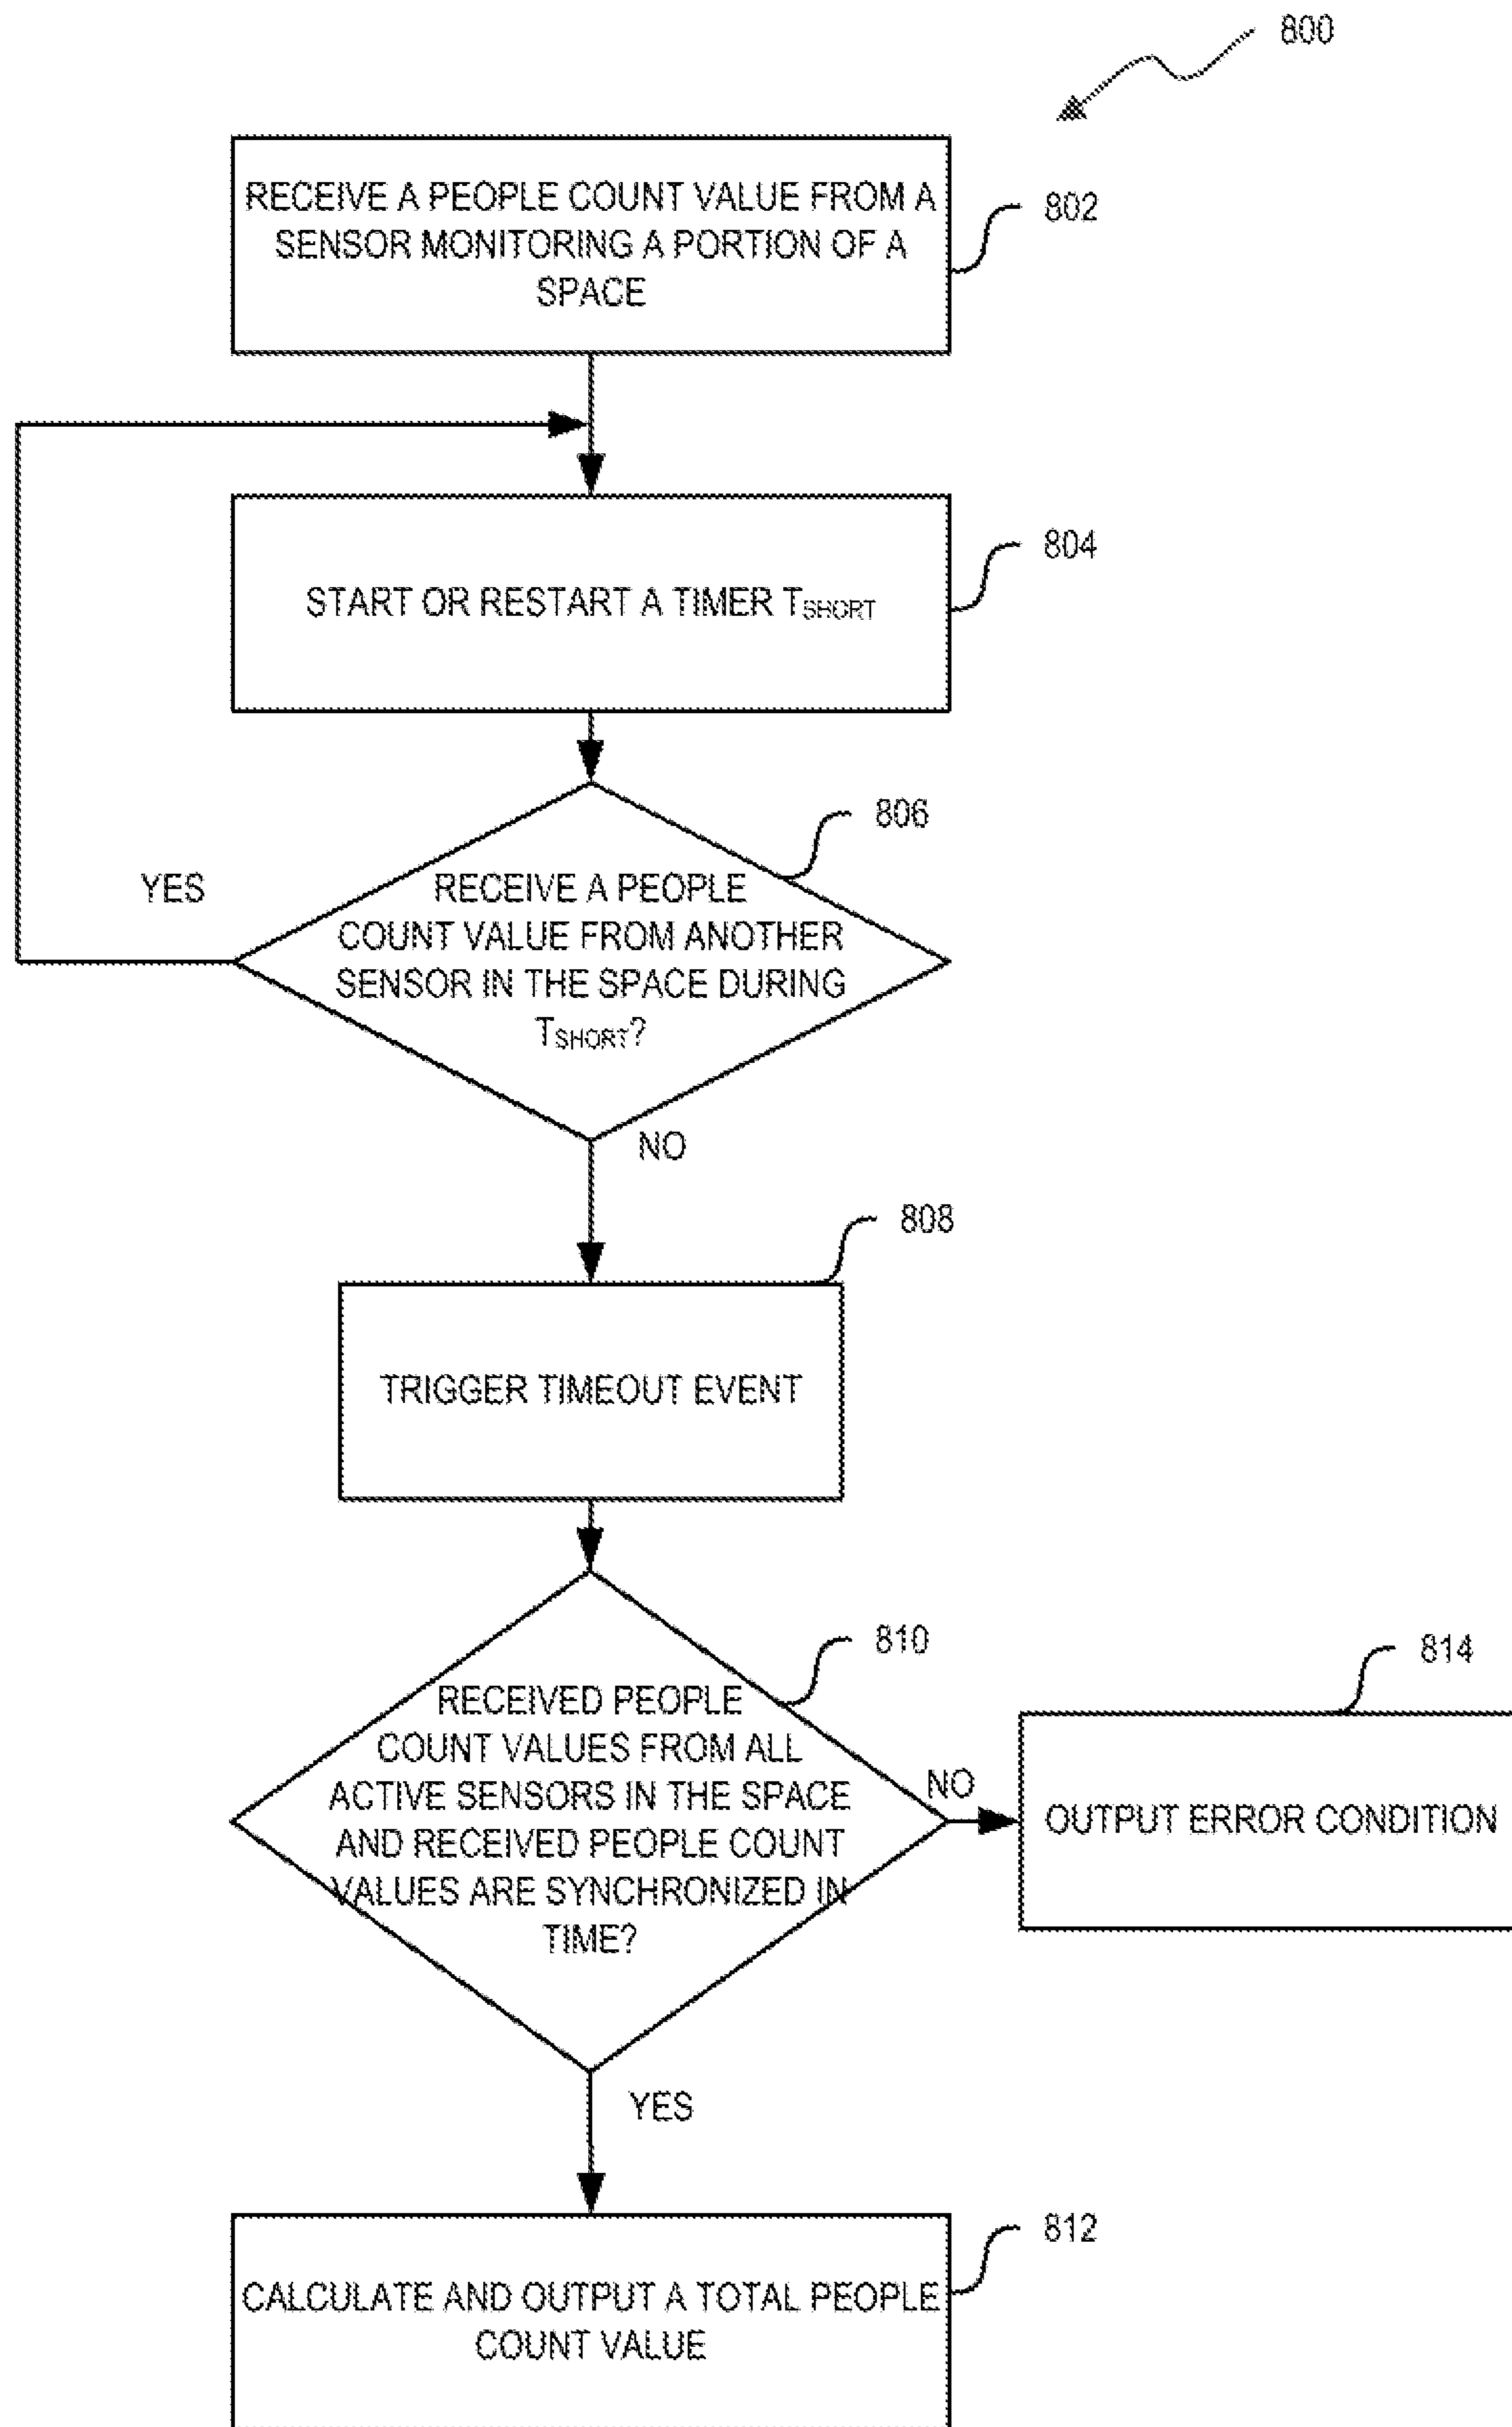 800
RECEIVE A PEOPLE COUNT VALUE FROM A
SENSOR MONITORING A PORTION OF A
SPACE
802
START OR RESTART A TIMER TSHORT
804
806
YES
RECEIVE A PEOPLE
COUNT VALUE FROM ANOTHER
SENSOR IN THE SPACE DURING
TSHORT?
NO
808
TRIGGER TIMEOUT EVENT
810
RECEIVED PEOPLE
COUNT VALUES FROM ALL
ACTIVE SENSORS IN THE SPACE
AND RECEIVED PEOPLE COUNT
VALUES ARE SYNCHRONIZED IN
TIME?
NO
814
OUTPUT ERROR CONDITION
YES
812
CALCULATE AND OUTPUT A TOTAL PEOPLE
COUNT VALUE